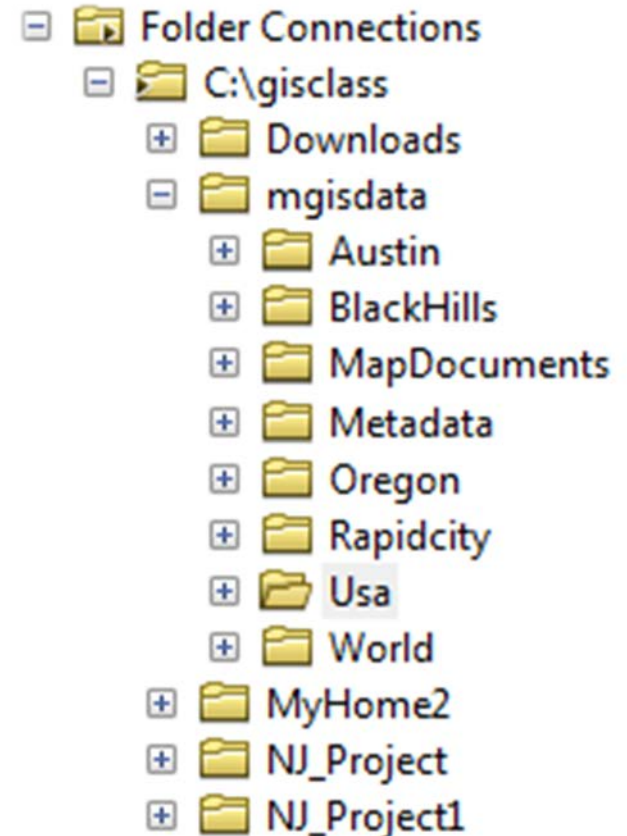 Folder Connections
C:\gisclass
Downloads
mgisdata
Austin
BlackHills
MapDocuments
Metadata
Oregon
Rapidcity
Usa
World
MyHome2
NJ_Project
NJ_Project1